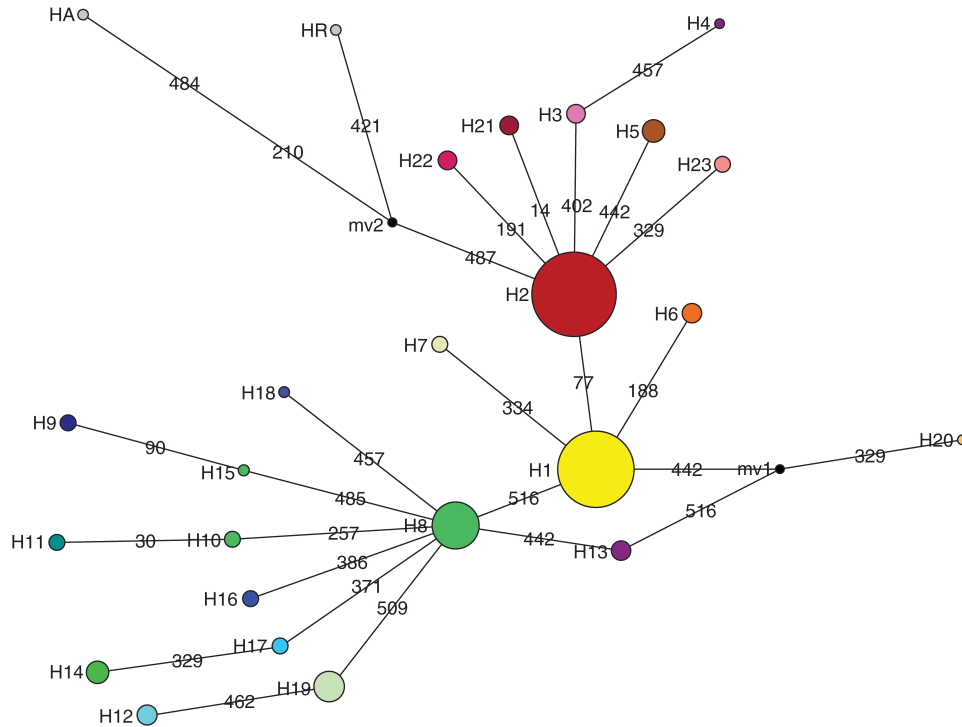 HA
HR
H4
457
484
H3
H21
421
H5
210
H22
H23
402
14
442
191
329
mv2
487
H2
H6
H7
77
188
H18
334
H9
H20
90
457
329
H15
H1
442
mv1
485
516
516
H8
257
442
H11
30
H10
H13
386
371
H16
509
H17
329
H14
H19
462
H12